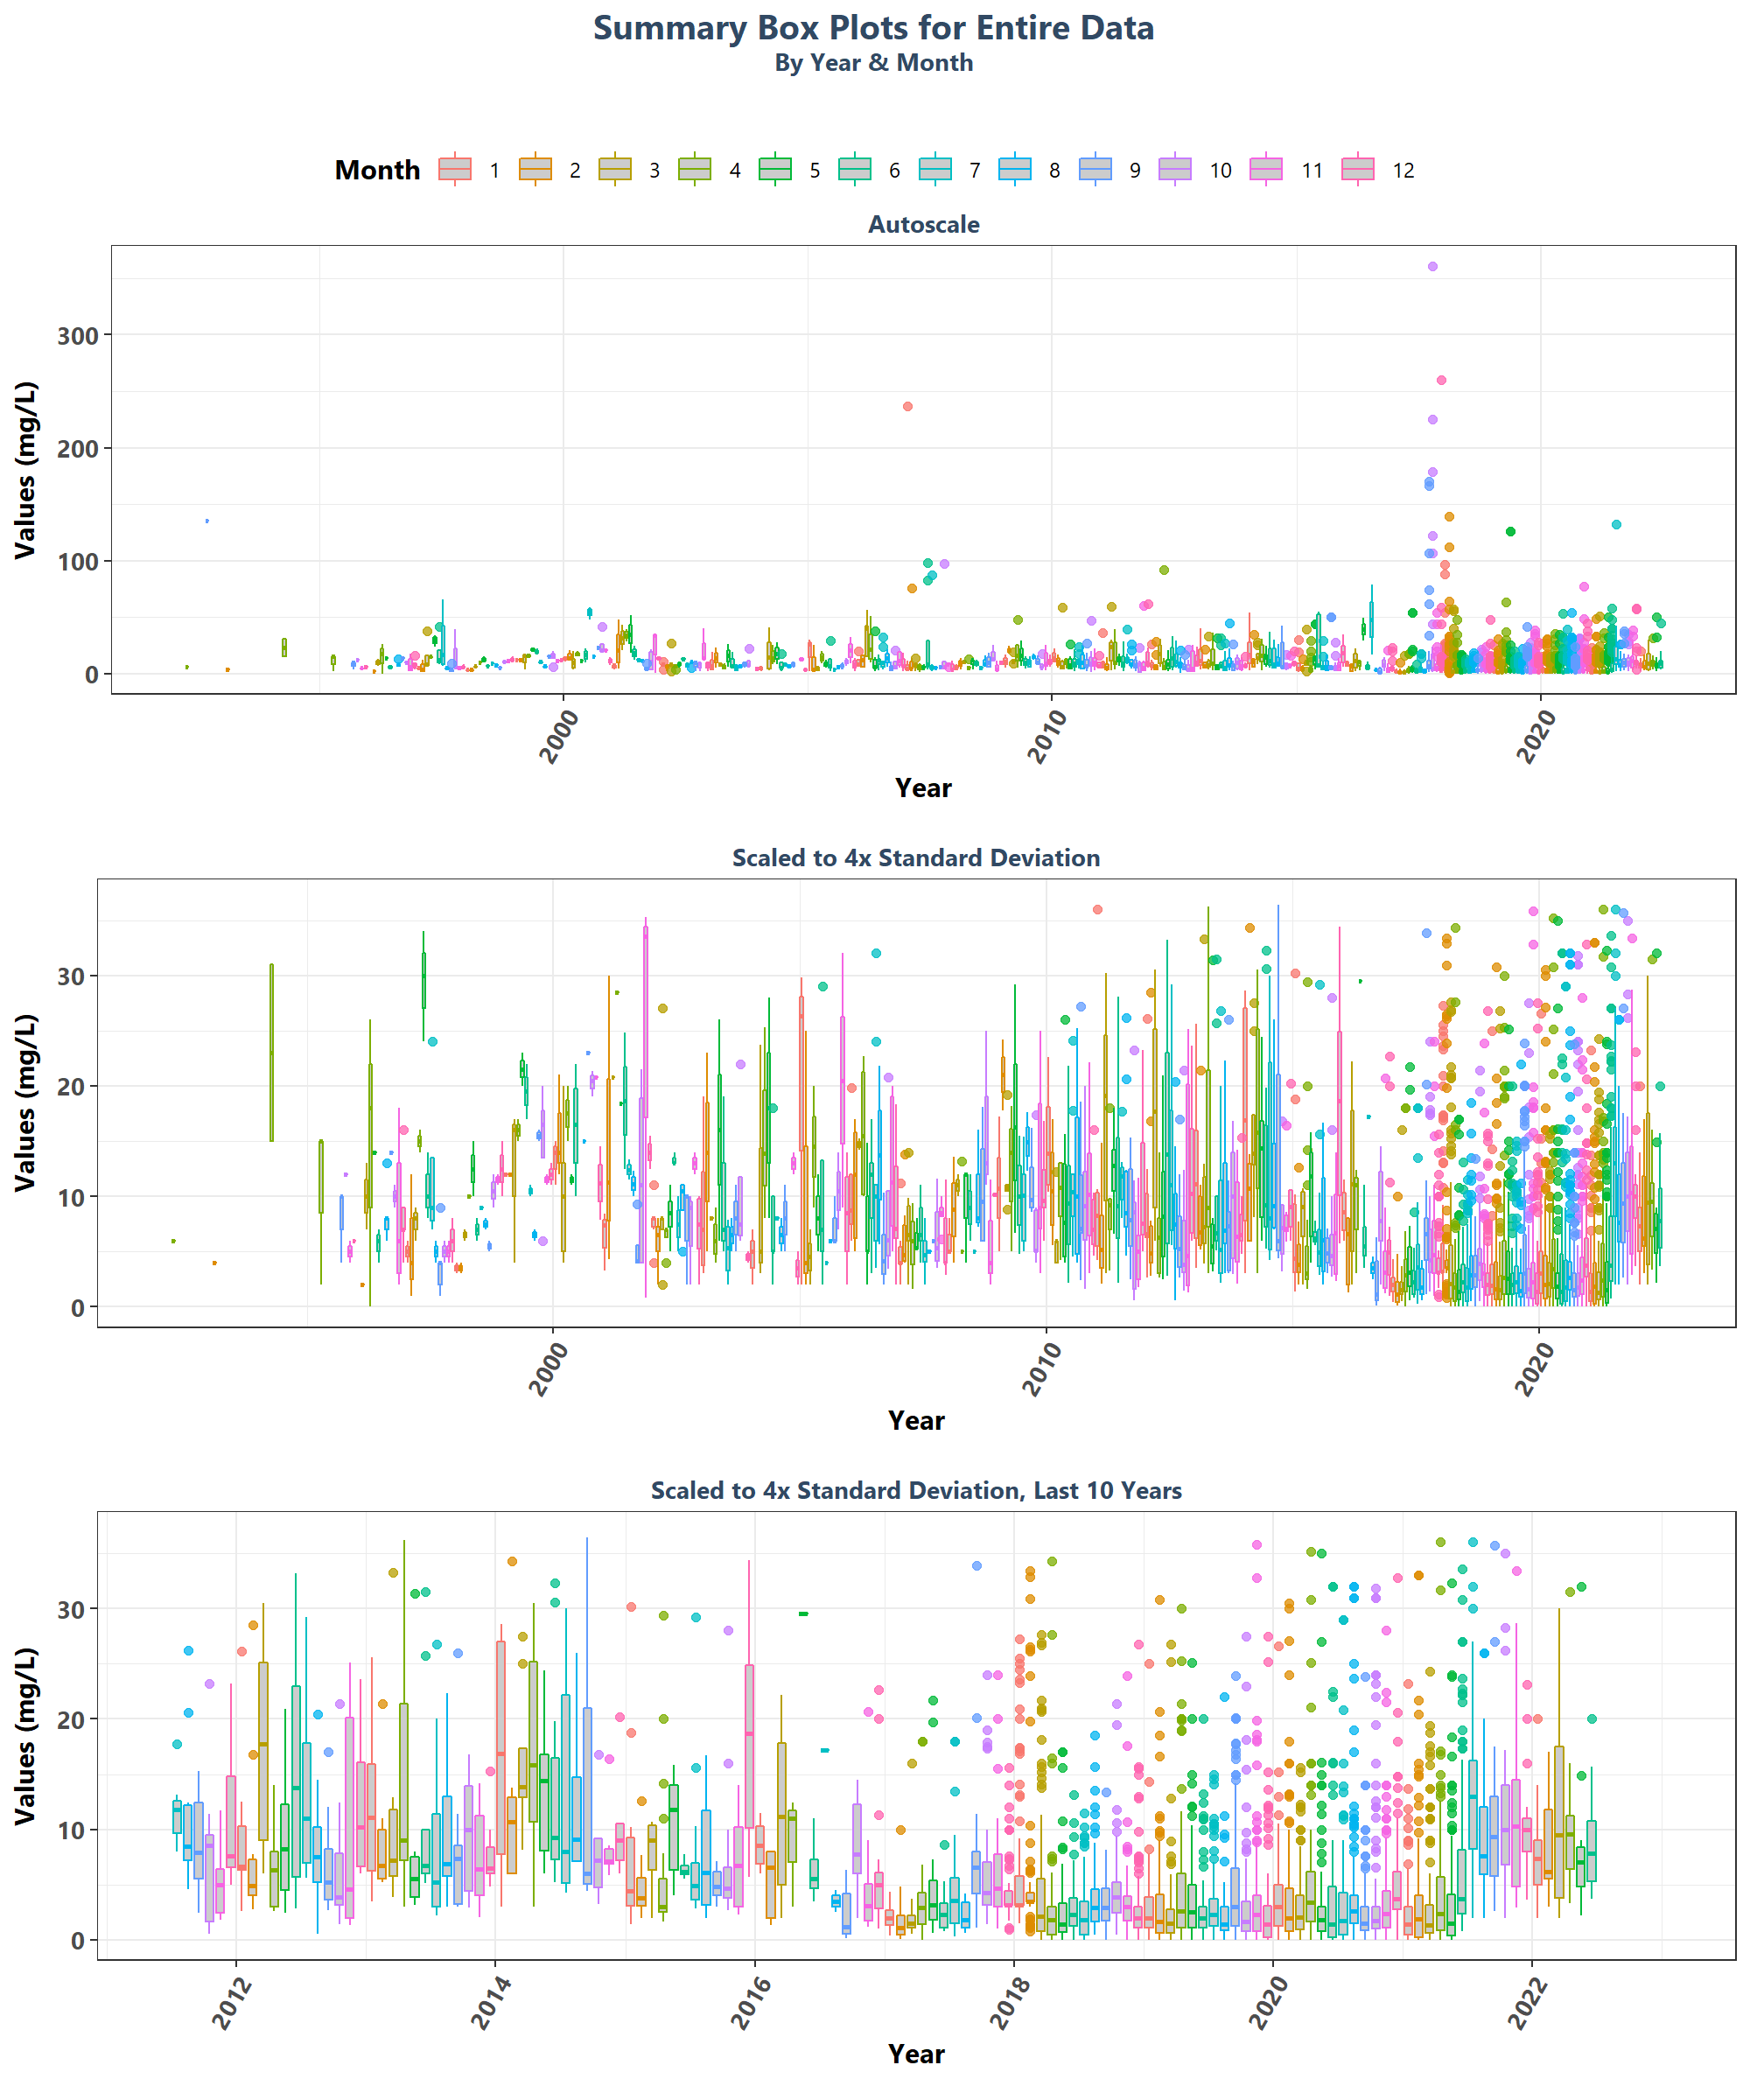 Summary Box Plots for Entire Data
By Year & Month
Month 1 2 3 4 5 6 7 8 9 10 11 12
Autoscale
Values (mg/L)
300
200
100
0
2000 2010 2020
Year
Scaled to 4x Standard Deviation
Values (mg/L)
30
20
10
0
2000 2010 2020
Year
Scaled to 4x Standard Deviation, Last 10 Years
Values (mg/L)
30
20
10
0
2012 2014 2016 2018 2020 2022
Year